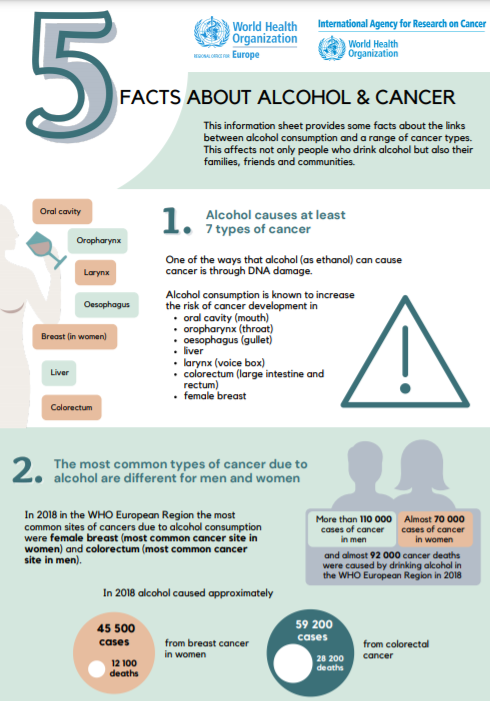 5
World Health
Organization
REGIONAL OFFICE FOR Europe
International Agency for Research on Cancer
World Health
Organization
FACTS ABOUT ALCOHOL & CANCER
This information sheet provides some facts about the links
between alcohol consumption and a range of cancer types.
This affects not only people who drink alcohol but also their
families, friends and communities.
Oral cavity
Oropharynx
Larynx
Oesophagus
Breast (in women)
Liver
Colorectum
1.
Alcohol causes at least
7 types of cancer
One of the ways that alcohol (as ethanol) can cause
cancer is through DNA damage.
Alcohol consumption is known to increase
the risk of cancer development in
• oral cavity (mouth)
• oropharynx (throat)
• oesophagus (gullet)
• liver
• larynx (voice box)
• colorectum (large intestine and
rectum)
• female breast
!
2.
The most common types of cancer due to
alcohol are different for men and women
In 2018 in the WHO European Region the most
common sites of cancers due to alcohol consumption
were female breast (most common cancer site in
women) and colorectum (most common cancer
site in men).
More than 110 000
cases of cancer
in men
Almost 70 000
cases of cancer
in women
and almost 92 000 cancer deaths
were caused by drinking alcohol in
the WHO European Region in 2018
In 2018 alcohol caused approximately
45 500
cases
12 100
deaths
from breast cancer
in women
59 200
cases
28 200
deaths
from colorectal
cancer